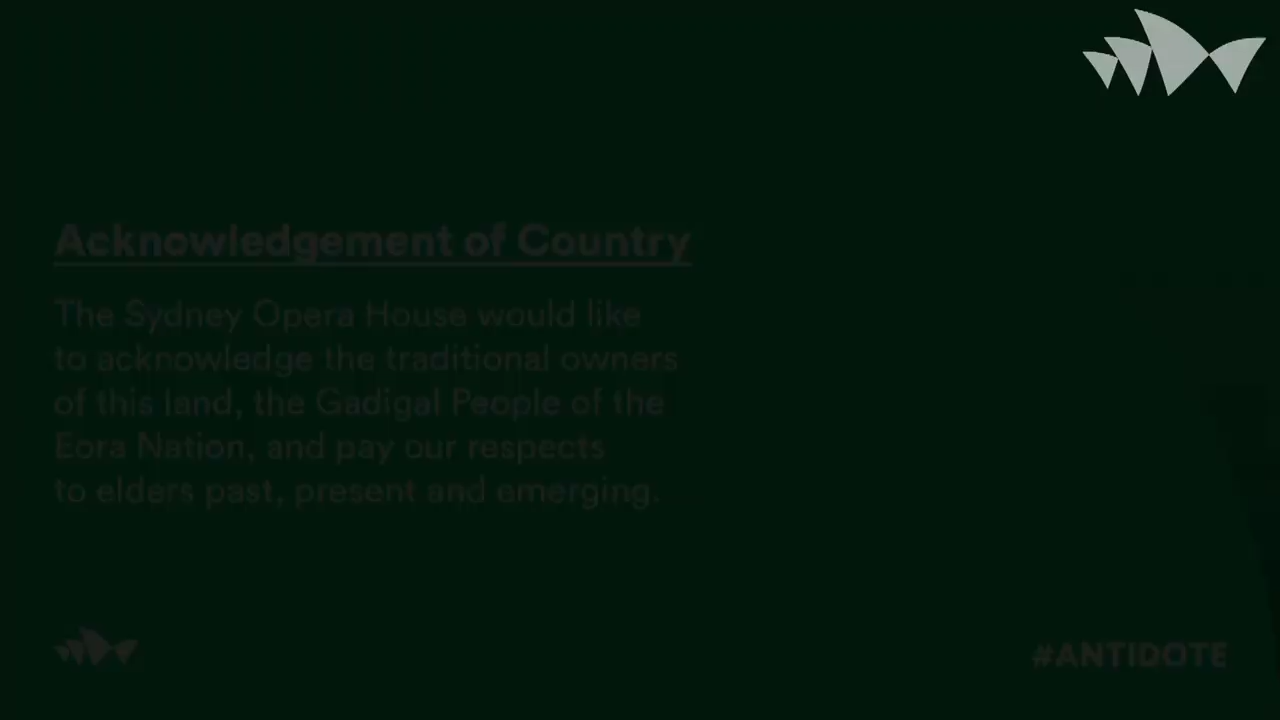 Acknowledgement of Country
The Sydney Opera House would like
to acknowledge the traditional owners
of this land, the Gadigal People of the
Eora Nation, and pay our respects
to elders past, present and emerging.
#ANTIDOTE